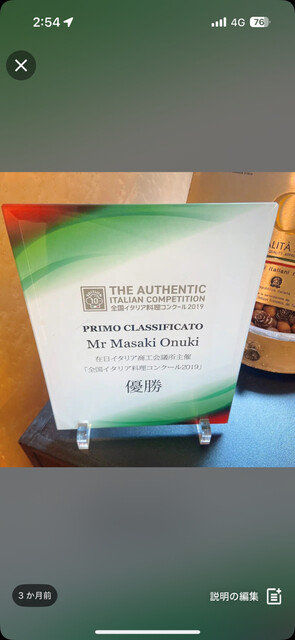 2:54
4G
76
THE AUTHENTIC
ITALIAN COMPETITION
全国イタリア料理コンクール2019
PRIMO CLASSIFICATO
Mr Masaki Onuki
在日イタリア商工会議所主催
「全国イタリア料理コンクール2019」
優勝
3 か月前
説明の編集